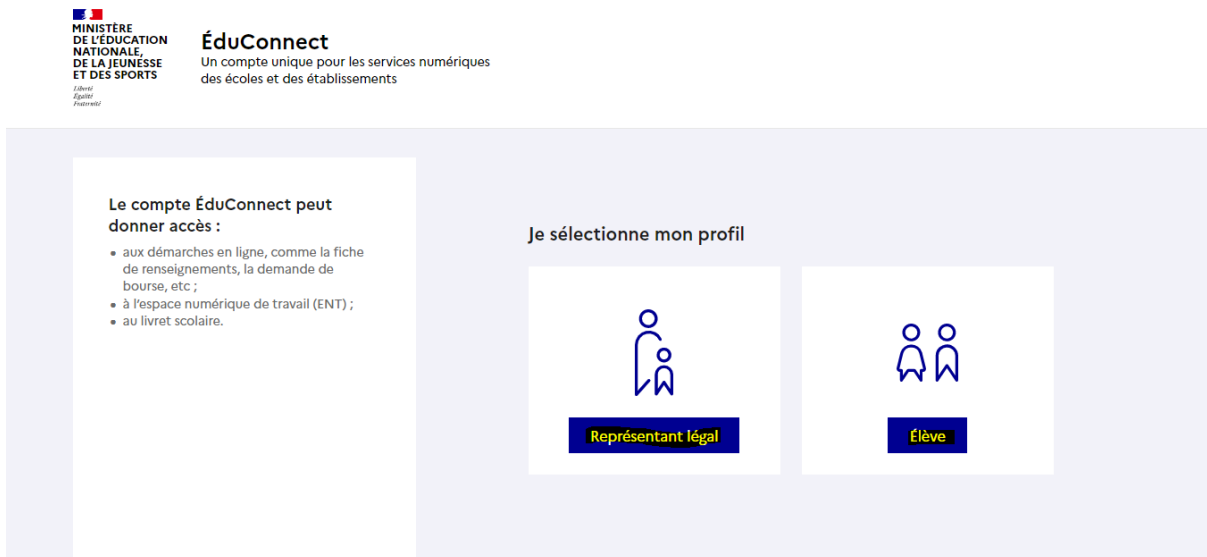 MINISTÈRE
DE L'ÉDUCATION
NATIONALE,
DE LA JEUNESSE
ET DES SPORTS
Liberté
Égalité
Fraternité
ÉduConnect
Un compte unique pour les services numériques
des écoles et des établissements
Le compte ÉduConnect peut
donner accès :
• aux démarches en ligne, comme la fiche
de renseignements, la demande de
bourse, etc ;
• à l'espace numérique de travail (ENT) ;
• au livret scolaire.
Je sélectionne mon profil
Représentant légal
Élève